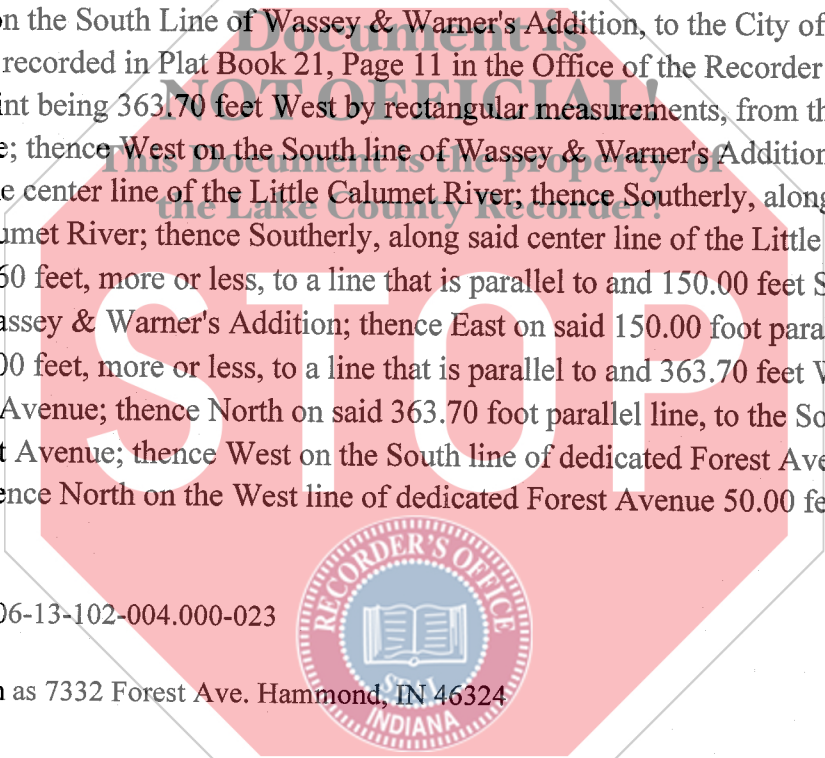 on the South Line of Wassey & Warner's Addition, to the City of
Document is
recorded in Plat Book 21, Page 11 in the Office of the Recorder
NOT OFFICIAL!
int being 363.70 feet West by rectangular measurements, from th
e; thence West on the South line of Wassey & Warner's Addition
This Document is the property of
e center line of the Little Calumet River; thence Southerly, along
the Lake County Recorder!
umet River; thence Southerly, along said center line of the Little
60 feet, more or less, to a line that is parallel to and 150.00 feet S
assey & Warner's Addition; thence East on said 150.00 foot para
00 feet, more or less, to a line that is parallel to and 363.70 feet W
STOP
Avenue; thence North on said 363.70 foot parallel line, to the So
t Avenue; thence West on the South line of dedicated Forest Ave
ence North on the West line of dedicated Forest Avenue 50.00 fe
06-13-102-004.000-023
n as 7332 Forest Ave. Hammond, IN 46324
RECORDER'S OFFICE
SEAL
INDIANA